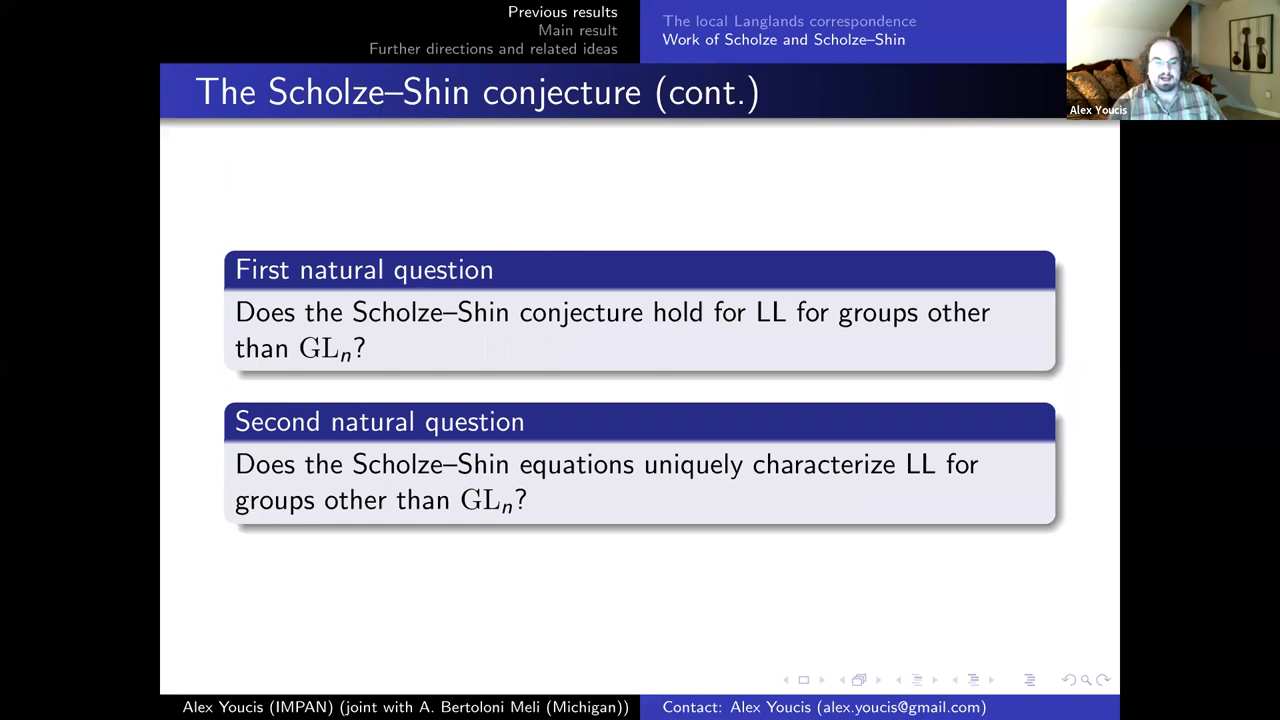 Previous results
Main result
Further directions and related ideas
The local Langlands correspondence
Work of Scholze and Scholze–Shin
Alex Youcis
The Scholze–Shin conjecture (cont.)
First natural question
Does the Scholze–Shin conjecture hold for LL for groups other
than GLₙ?
Second natural question
Does the Scholze–Shin equations uniquely characterize LL for
groups other than GLₙ?
Alex Youcis (IMPAN) (joint with A. Bertoloni Meli (Michigan))
Contact: Alex Youcis (alex.youcis@gmail.com)